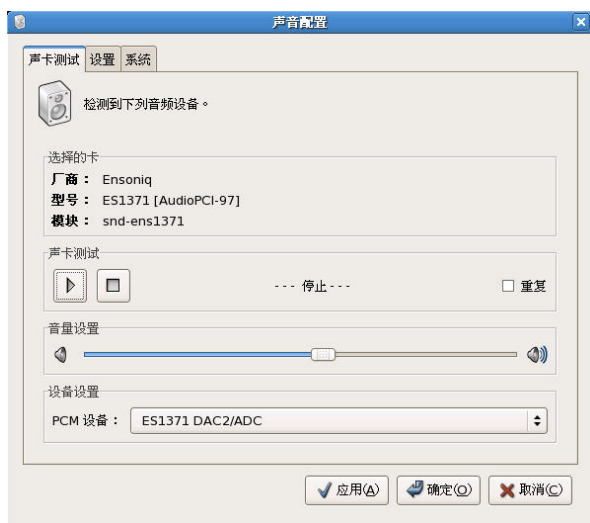 声音配置
声卡测试 设置 系统
检测到下列音频设备。
选择的卡
厂商： Ensoniq
型号： ES1371 [AudioPCI-97]
模块： snd-ens1371
声卡测试
--- 停止--- 重复
音量设置
设备设置
PCM 设备： ES1371 DAC2/ADC
应用(A) 确定(O) 取消(C)